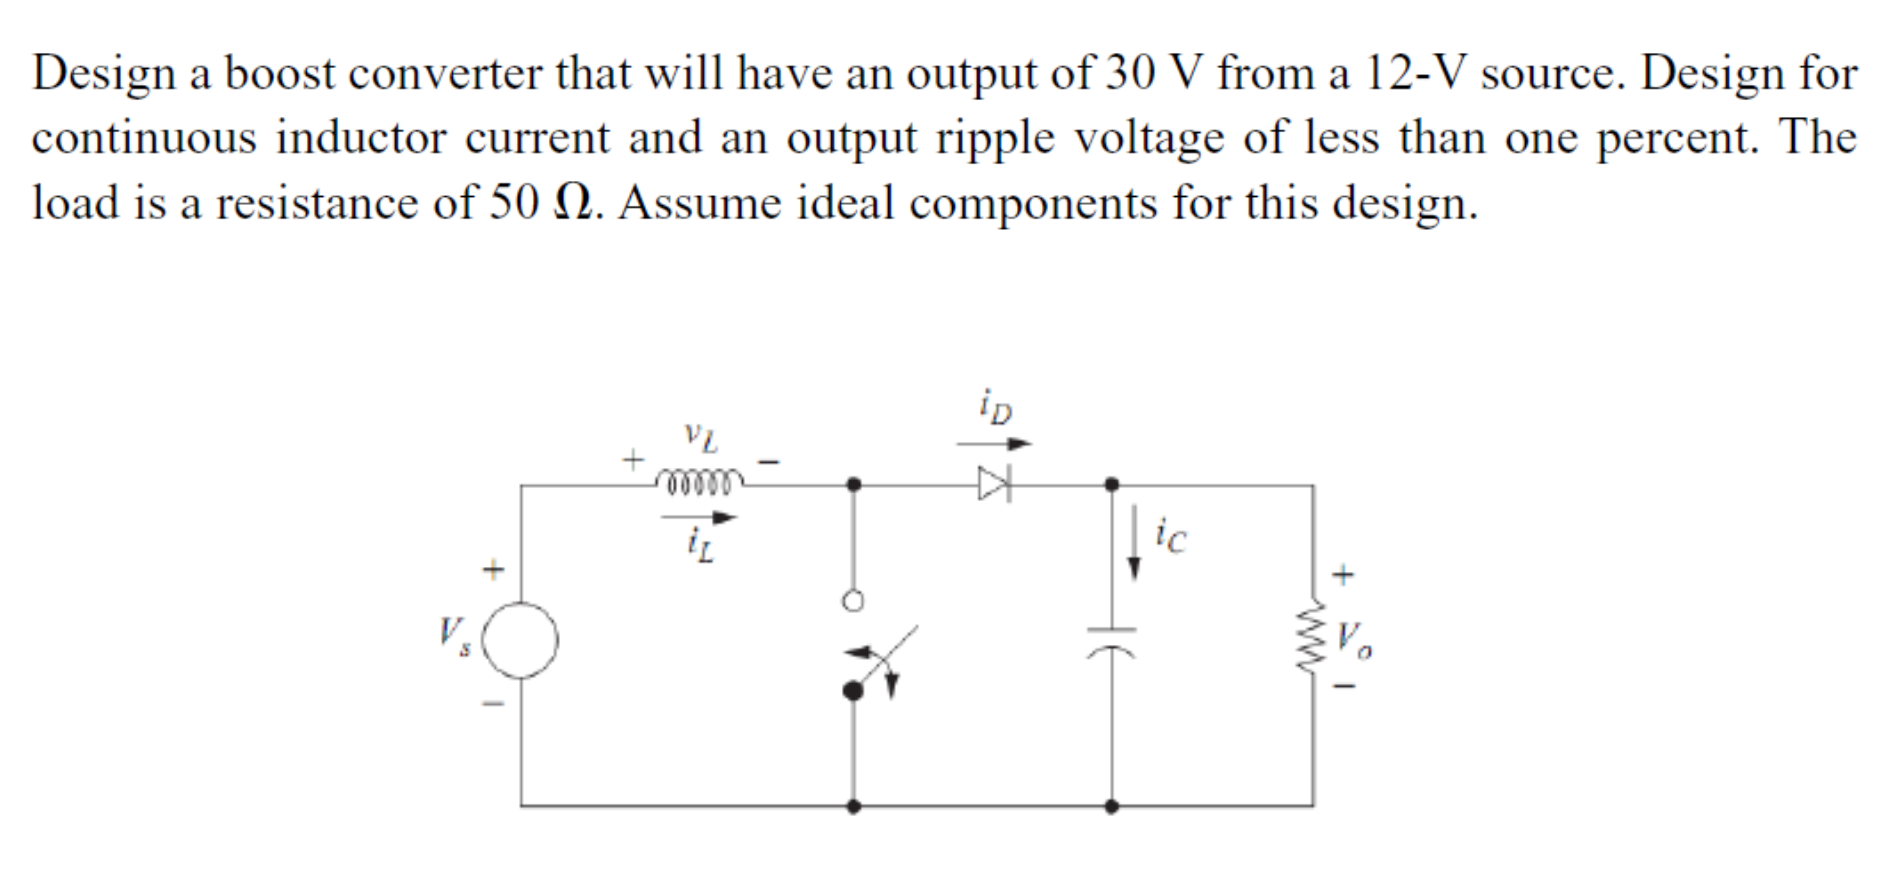 Design a boost converter that will have an output of 30 V from a 12-V source. Design for
continuous inductor current and an output ripple voltage of less than one percent. The
load is a resistance of 50 Ω. Assume ideal components for this design.
iD
vL
+ −
iL
iC
+
+
Vs
Vo
−
−